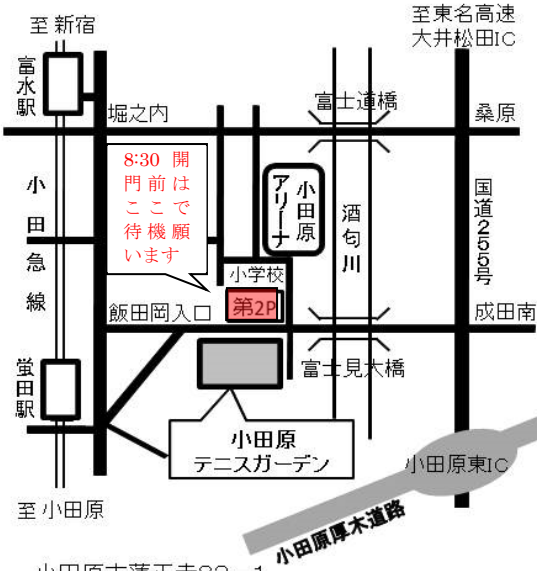 至 新宿
至東名高速
大井松田IC
富水駅
堀之内
富士道橋
桑原
8:30 開
門前は
ここで
待機願
います
小田原
アリーナ
小田急線
酒匂川
国道255号
小学校
第2P
飯田岡入口
成田南
蛍田駅
富士見大橋
小田原
テニスガーデン
小田原東IC
至 小田原
小田原厚木道路